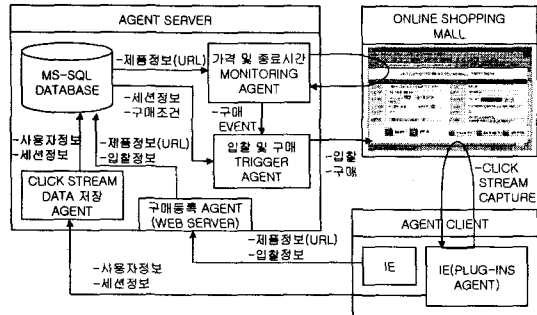 AGENT SERVER
ONLINE SHOPPING
MALL
MS-SQL
DATABASE
-제품정보(URL)
가격 및 종료시간
MONITORING
AGENT
-세션정보
-구매조건
-구매
EVENT
입찰 및 구매
TRIGGER
AGENT
-입찰
-구매
-사용자정보
-세션정보
-제품정보(URL)
-입찰정보
CLICK STREAM
DATA 저장
AGENT
구매등록 AGENT
(WEB SERVER)
-CLICK
STREAM
CAPTURE
AGENT CLIENT
-제품정보(URL)
-입찰정보
IE
IE(PLUG-INS
AGENT)
-사용자정보
-세션정보